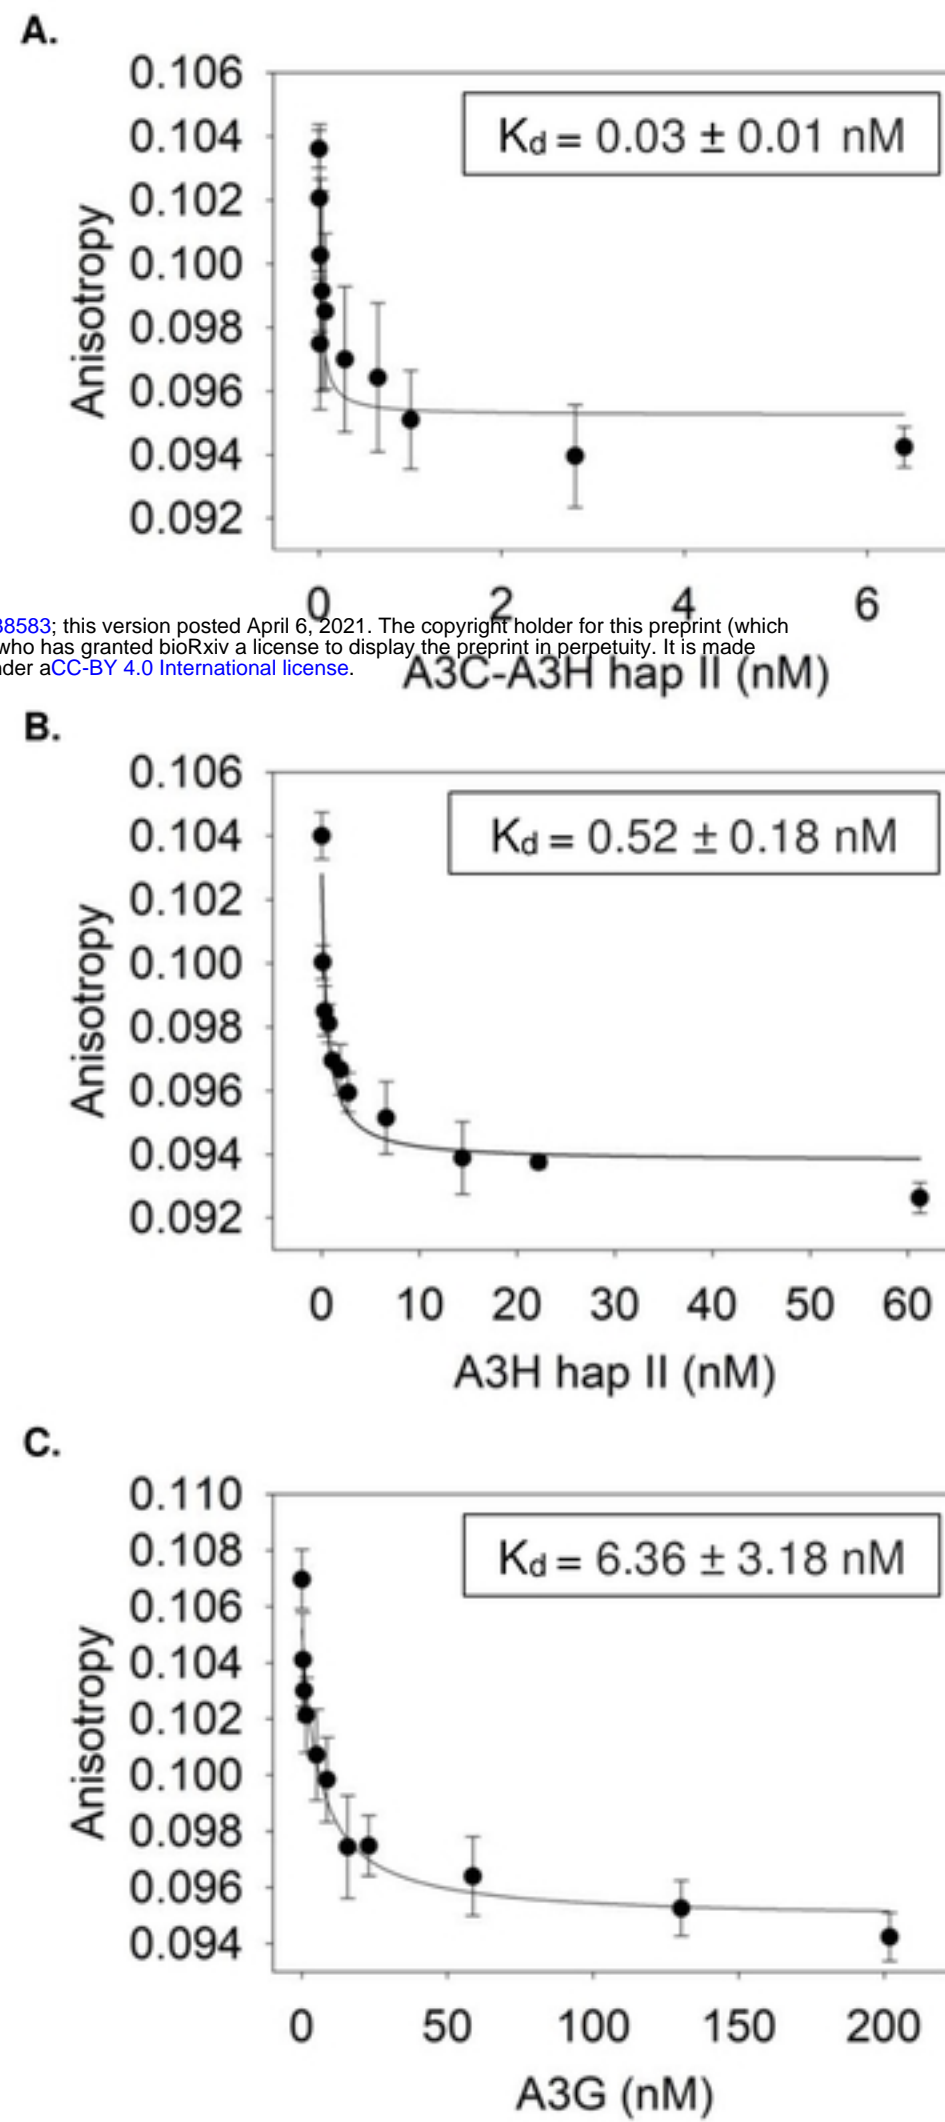 A.
0.106
0.104
0.102
0.100
0.098
0.096
0.094
0.092
Anisotropy
Kd = 0.03 ± 0.01 nM
0 2 4 6
38583; this version posted April 6, 2021. The copyright holder for this preprint (which
who has granted bioRxiv a license to display the preprint in perpetuity. It is made
nder aCC-BY 4.0 International license.
A3C-A3H hap II (nM)
B.
0.106
0.104
0.102
0.100
0.098
0.096
0.094
0.092
Anisotropy
Kd = 0.52 ± 0.18 nM
0 10 20 30 40 50 60
A3H hap II (nM)
C.
0.110
0.108
0.106
0.104
0.102
0.100
0.098
0.096
0.094
Anisotropy
Kd = 6.36 ± 3.18 nM
0 50 100 150 200
A3G (nM)